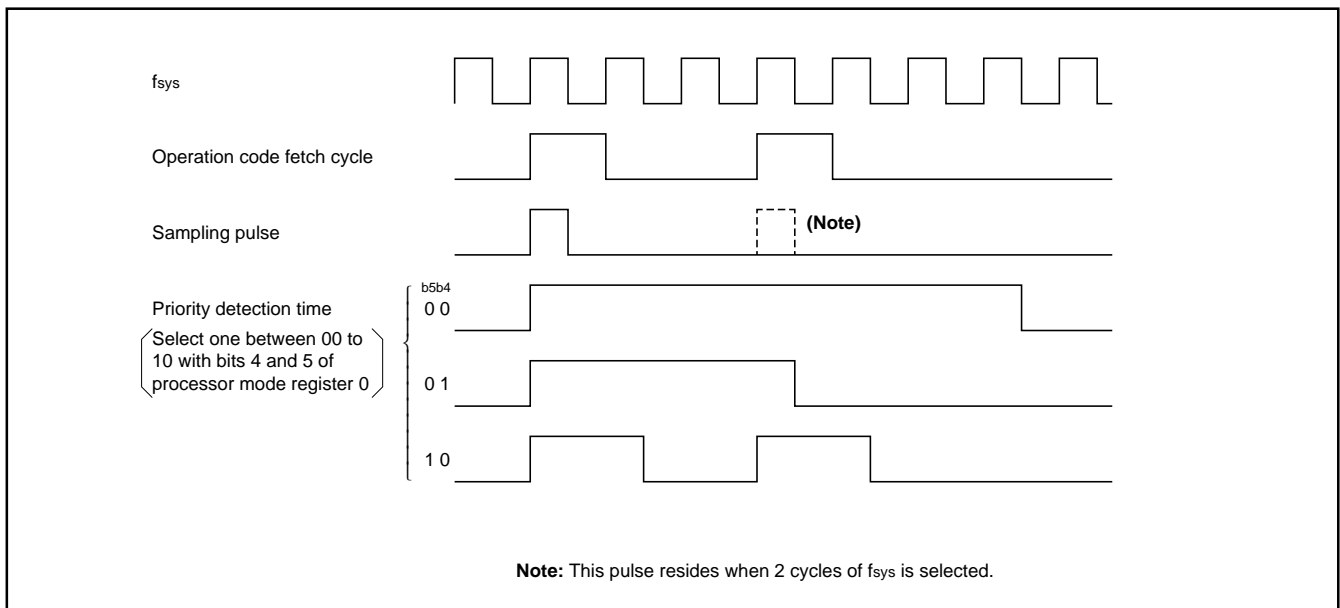 fsys
Operation code fetch cycle
Sampling pulse
(Note)
Priority detection time
Select one between 00 to
10 with bits 4 and 5 of
processor mode register 0
b5b4
0 0
0 1
1 0
Note: This pulse resides when 2 cycles of fsys is selected.